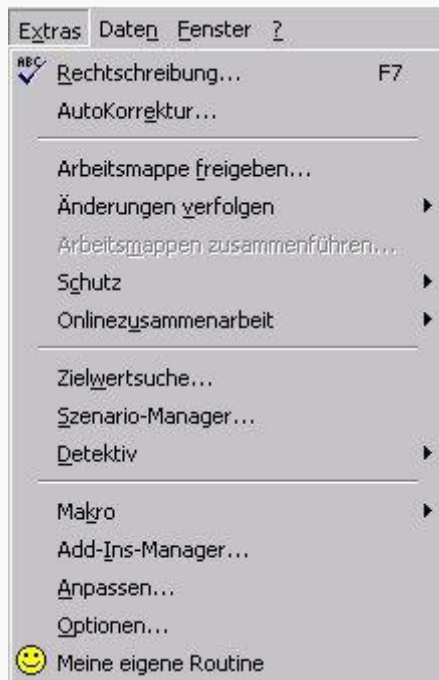 Extras Daten Fenster ?
ABC Rechtschreibung... F7
AutoKorrektur...
Arbeitsmappe freigeben...
Änderungen verfolgen
Arbeitsmappen zusammenführen...
Schutz
Onlinezusammenarbeit
Zielwertsuche...
Szenario-Manager...
Detektiv
Makro
Add-Ins-Manager...
Anpassen...
Optionen...
Meine eigene Routine